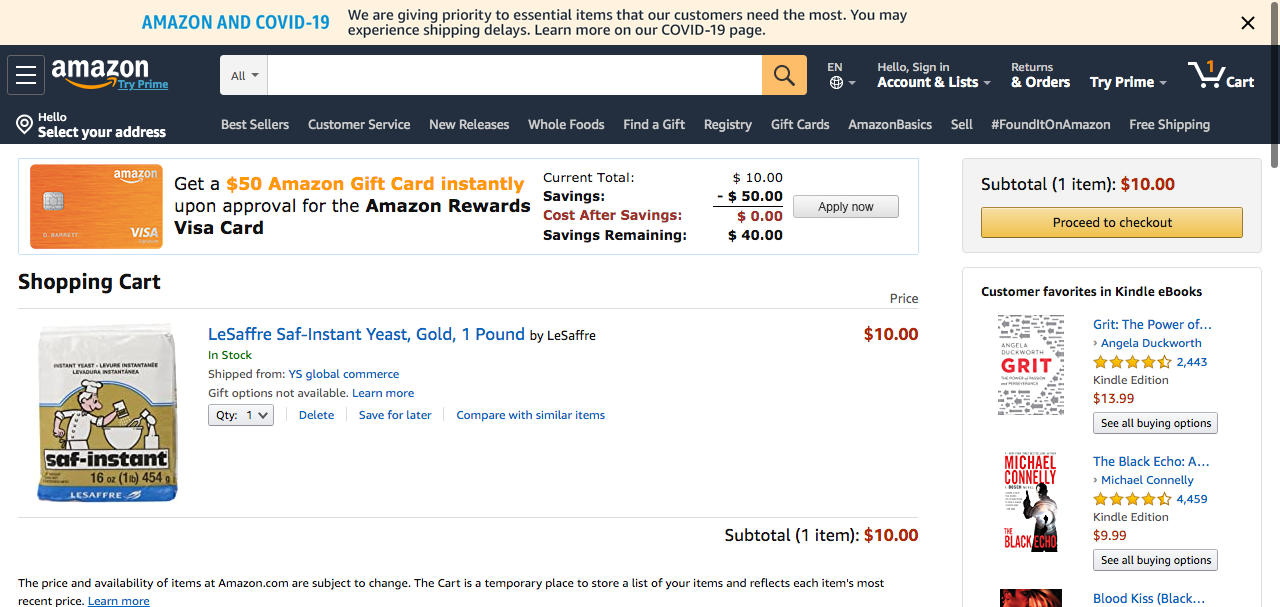 AMAZON AND COVID-19
We are giving priority to essential items that our customers need the most. You may
experience shipping delays. Learn more on our COVID-19 page.
amazon
Try Prime
All
EN
Hello, Sign in
Account & Lists
Returns
& Orders
Try Prime
1
Cart
Hello
Select your address
Best Sellers
Customer Service
New Releases
Whole Foods
Find a Gift
Registry
Gift Cards
AmazonBasics
Sell
#FoundItOnAmazon
Free Shipping
amazon
D. BARRETT
VISA
Get a $50 Amazon Gift Card instantly
upon approval for the Amazon Rewards
Visa Card
Current Total: $ 10.00
Savings: - $ 50.00
Cost After Savings: $ 0.00
Savings Remaining: $ 40.00
Apply now
Subtotal (1 item): $10.00
Proceed to checkout
Shopping Cart
Price
INSTANT YEAST - LEVURE INSTANTANÉE
LEVADURA INSTANTÁNEA
saf-instant
16 oz (1lb) 454 g
LESAFFRE
LeSaffre Saf-Instant Yeast, Gold, 1 Pound by LeSaffre
$10.00
In Stock
Shipped from: YS global commerce
Gift options not available. Learn more
Qty: 1
Delete
Save for later
Compare with similar items
Subtotal (1 item): $10.00
The price and availability of items at Amazon.com are subject to change. The Cart is a temporary place to store a list of your items and reflects each item's most
recent price. Learn more
Customer favorites in Kindle eBooks
ANGELA
DUCKWORTH
GRIT
THE POWER of PASSION
and PERSEVERANCE
Grit: The Power of...
› Angela Duckworth
2,443
Kindle Edition
$13.99
See all buying options
MICHAEL
CONNELLY
A BOSCH NOVEL
THE
BLACK ECHO
The Black Echo: A...
› Michael Connelly
4,459
Kindle Edition
$9.99
See all buying options
Blood Kiss (Black...